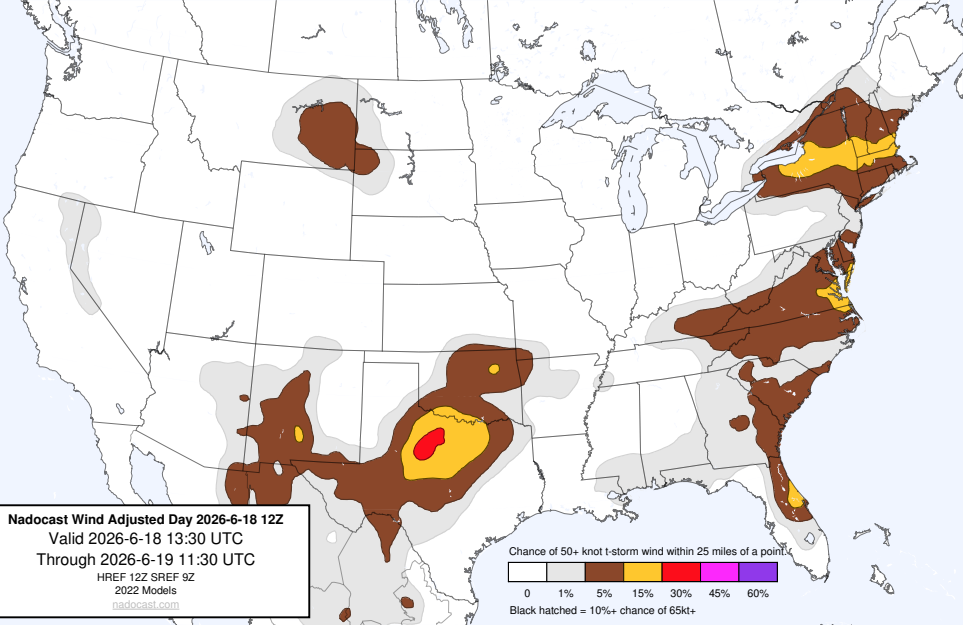 Nadocast Wind Adjusted Day 2026-6-18 12Z
Valid 2026-6-18 13:30 UTC
Through 2026-6-19 11:30 UTC
HREF 12Z SREF 9Z
2022 Models
nadocast.com
Chance of 50+ knot t-storm wind within 25 miles of a point.
0 1% 5% 15% 30% 45% 60%
Black hatched = 10%+ chance of 65kt+